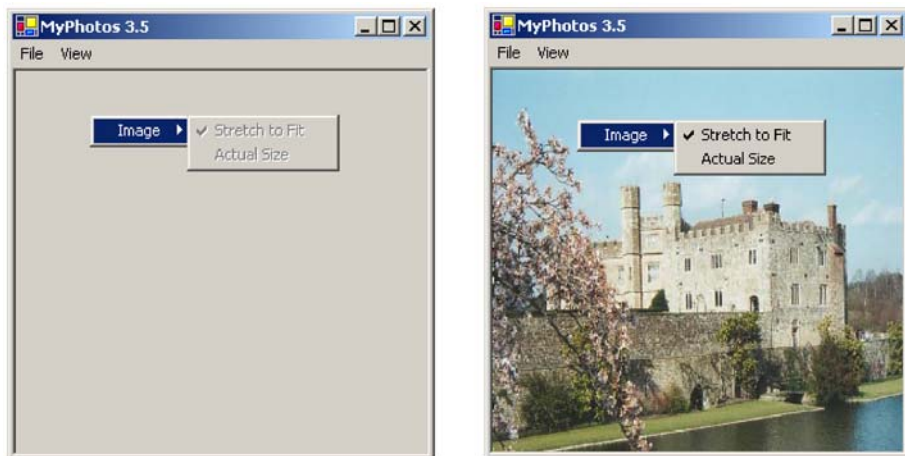 MyPhotos 3.5
File View
Image
Stretch to Fit
Actual Size
MyPhotos 3.5
File View
Image
Stretch to Fit
Actual Size